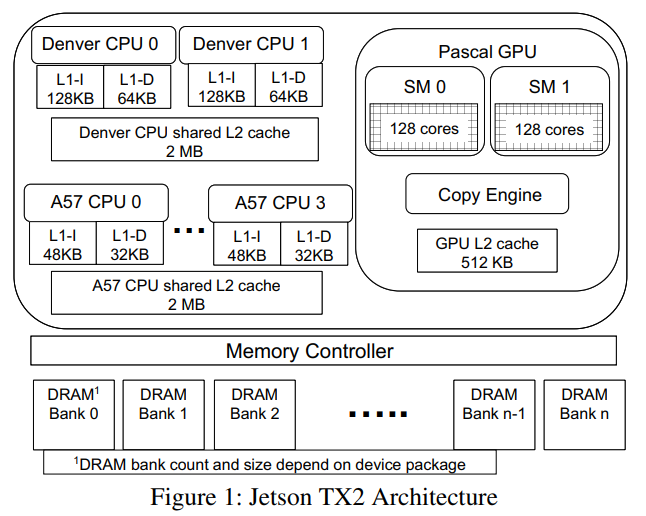 Denver CPU 0
Denver CPU 1
L1-I
128KB
L1-D
64KB
L1-I
128KB
L1-D
64KB
Denver CPU shared L2 cache
2 MB
A57 CPU 0
A57 CPU 3
L1-I
48KB
L1-D
32KB
...
L1-I
48KB
L1-D
32KB
A57 CPU shared L2 cache
2 MB
Pascal GPU
SM 0
128 cores
SM 1
128 cores
Copy Engine
GPU L2 cache
512 KB
Memory Controller
DRAM¹
Bank 0
DRAM
Bank 1
DRAM
Bank 2
.....
DRAM
Bank n-1
DRAM
Bank n
¹DRAM bank count and size depend on device package
Figure 1: Jetson TX2 Architecture